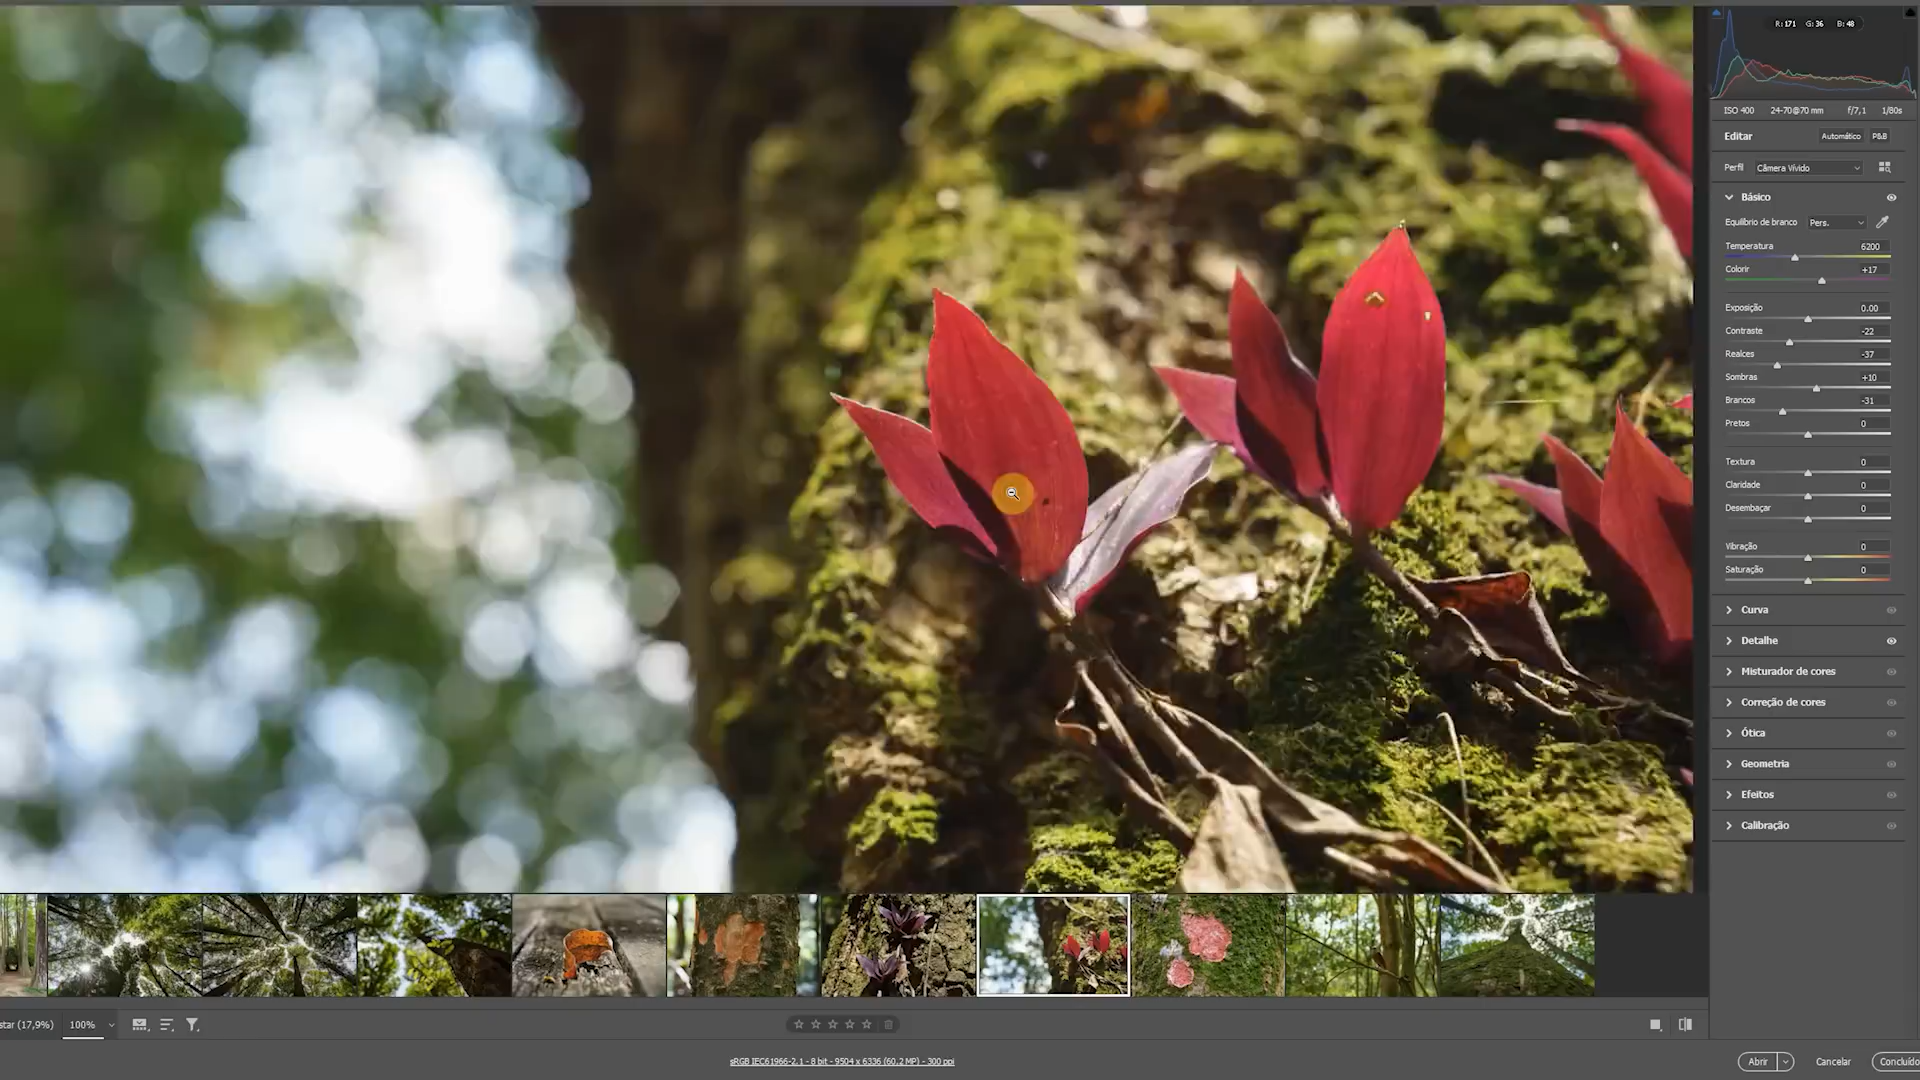 R: 171 G: 36 B: 48
ISO 400 24-70@70 mm f/7,1 1/80s
Editar Automático P&B
Perfil Câmera Vívido
Básico
Equilíbrio de branco Pers.
Temperatura 6200
Colorir +17
Exposição 0.00
Contraste -22
Realces -37
Sombras +10
Brancos -31
Pretos 0
Textura 0
Claridade 0
Desembaçar 0
Vibração 0
Saturação 0
Curva
Detalhe
Misturador de cores
Correção de cores
Ótica
Geometria
Efeitos
Calibração
star (17,9%) 100%
sRGB IEC61966-2.1 - 8 bit - 9504 x 6336 (60.2 MP) - 300 ppi
Abrir Cancelar Concluído